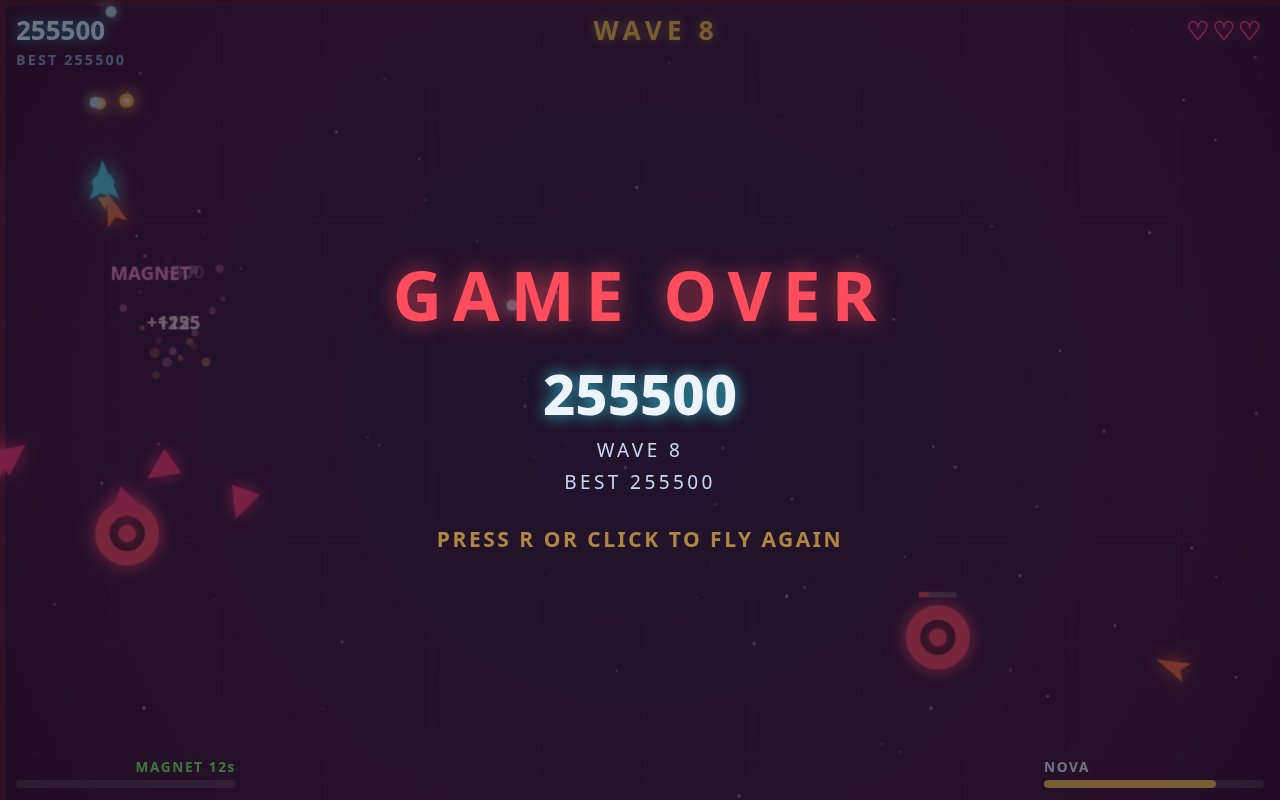 255500
BEST 255500
WAVE 8
♡♡♡
MAGNET
GAME OVER
255500
WAVE 8
BEST 255500
PRESS R OR CLICK TO FLY AGAIN
MAGNET 12s
NOVA